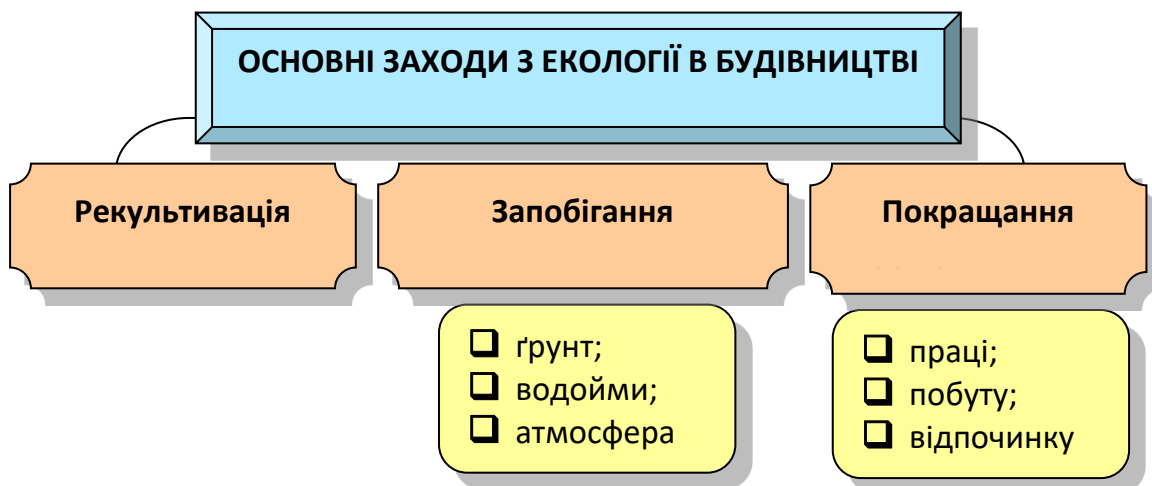 ОСНОВНІ ЗАХОДИ З ЕКОЛОГІЇ В БУДІВНИЦТВІ
Рекультивація
Запобігання
Покращання
ґрунт;
водойми;
атмосфера
праці;
побуту;
відпочинку